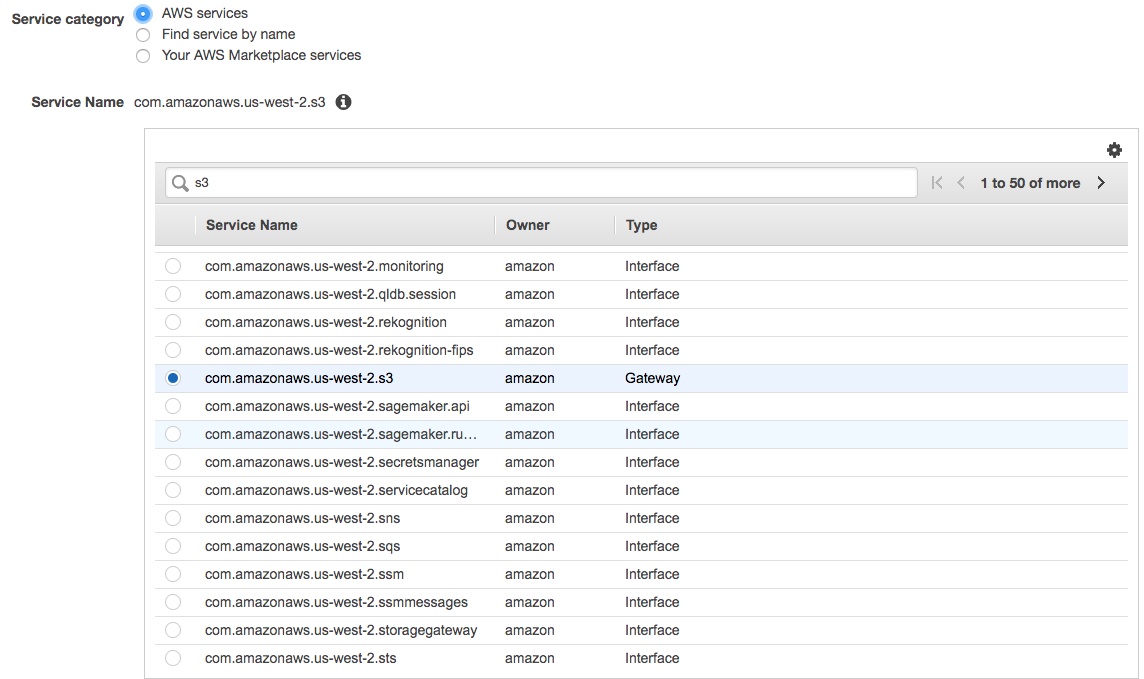 Service category AWS services
Find service by name
Your AWS Marketplace services
Service Name com.amazonaws.us-west-2.s3
s3 1 to 50 of more
Service Name Owner Type
com.amazonaws.us-west-2.monitoring amazon Interface
com.amazonaws.us-west-2.qldb.session amazon Interface
com.amazonaws.us-west-2.rekognition amazon Interface
com.amazonaws.us-west-2.rekognition-fips amazon Interface
com.amazonaws.us-west-2.s3 amazon Gateway
com.amazonaws.us-west-2.sagemaker.api amazon Interface
com.amazonaws.us-west-2.sagemaker.ru… amazon Interface
com.amazonaws.us-west-2.secretsmanager amazon Interface
com.amazonaws.us-west-2.servicecatalog amazon Interface
com.amazonaws.us-west-2.sns amazon Interface
com.amazonaws.us-west-2.sqs amazon Interface
com.amazonaws.us-west-2.ssm amazon Interface
com.amazonaws.us-west-2.ssmmessages amazon Interface
com.amazonaws.us-west-2.storagegateway amazon Interface
com.amazonaws.us-west-2.sts amazon Interface